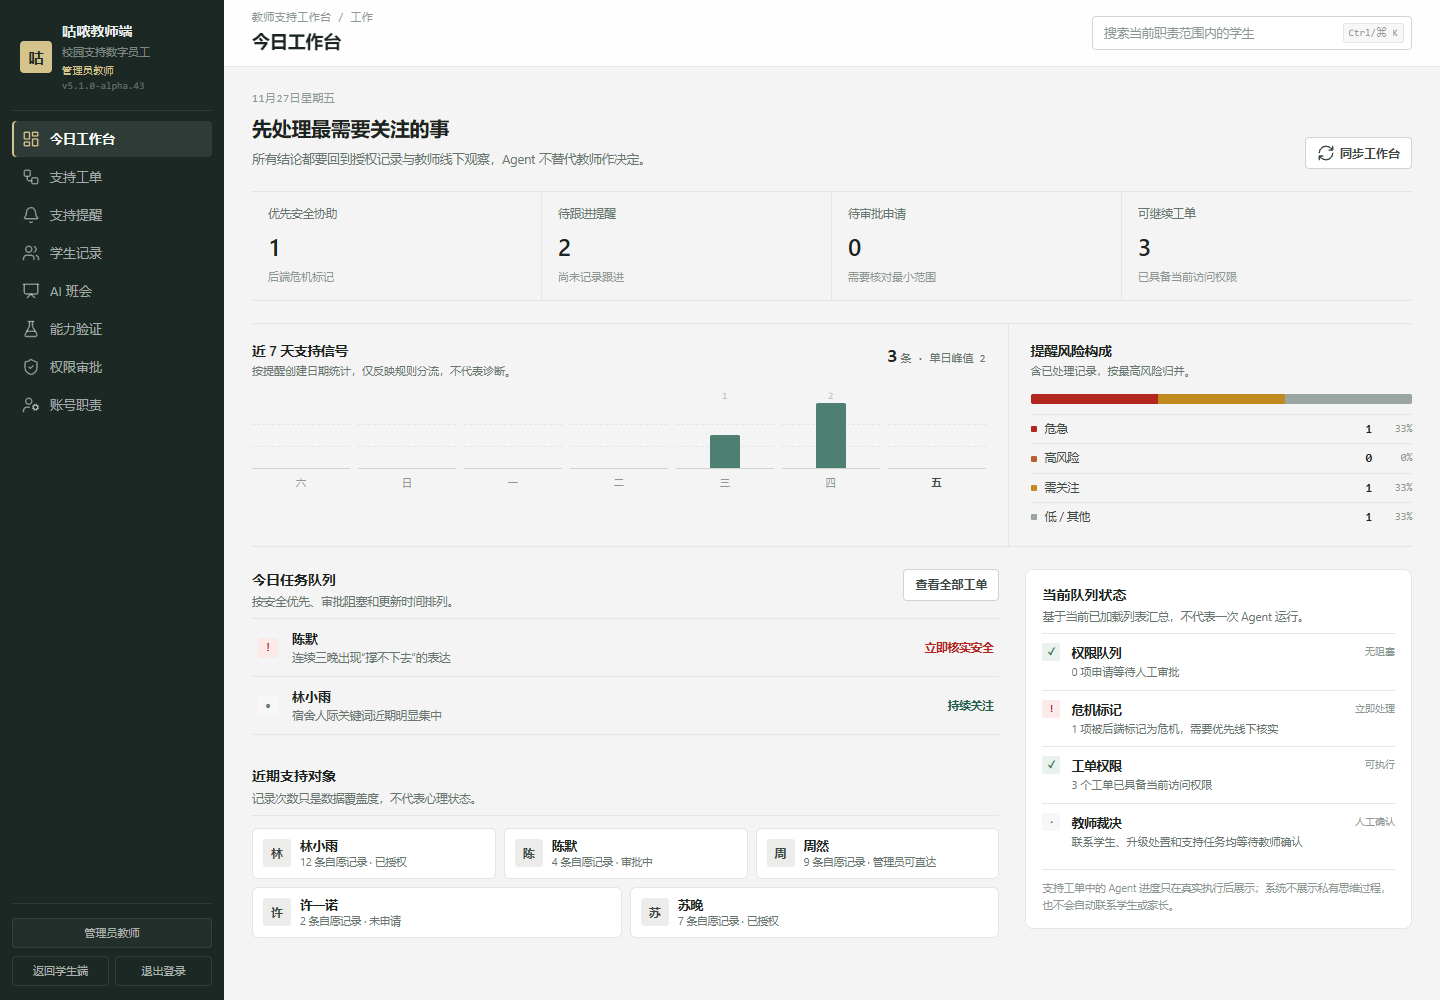 咕
咕哝教师端
校园支持数字员工
管理员教师
v5.1.0-alpha.43
今日工作台
支持工单
支持提醒
学生记录
AI 班会
能力验证
权限审批
账号职责
管理员教师
返回学生端
退出登录
教师支持工作台 / 工作
今日工作台
搜索当前职责范围内的学生
Ctrl/⌘ K
11月27日星期五
先处理最需要关注的事
所有结论都要回到授权记录与教师线下观察，Agent 不替代教师作决定。
同步工作台
优先安全协助
1
后端危机标记
待跟进提醒
2
尚未记录跟进
待审批申请
0
需要核对最小范围
可继续工单
3
已具备当前访问权限
近 7 天支持信号
按提醒创建日期统计，仅反映规则分流，不代表诊断。
3 条 · 单日峰值 2
1
2
六
日
一
二
三
四
五
提醒风险构成
含已处理记录，按最高风险归并。
危急 1 33%
高风险 0 0%
需关注 1 33%
低 / 其他 1 33%
今日任务队列
按安全优先、审批阻塞和更新时间排列。
查看全部工单
!
陈默
连续三晚出现“撑不下去”的表达
立即核实安全
林小雨
宿舍人际关键词近期明显集中
持续关注
近期支持对象
记录次数只是数据覆盖度，不代表心理状态。
林
林小雨
12 条自愿记录 · 已授权
陈
陈默
4 条自愿记录 · 审批中
周
周然
9 条自愿记录 · 管理员可直达
许
许一诺
2 条自愿记录 · 未申请
苏
苏晚
7 条自愿记录 · 已授权
当前队列状态
基于当前已加载列表汇总，不代表一次 Agent 运行。
✓
权限队列
0 项申请等待人工审批
无阻塞
!
危机标记
1 项被后端标记为危机，需要优先线下核实
立即处理
✓
工单权限
3 个工单已具备当前访问权限
可执行
·
教师裁决
联系学生、升级处置和支持任务均等待教师确认
人工确认
支持工单中的 Agent 进度只在真实执行后展示；系统不展示私有思维过程，
也不会自动联系学生或家长。